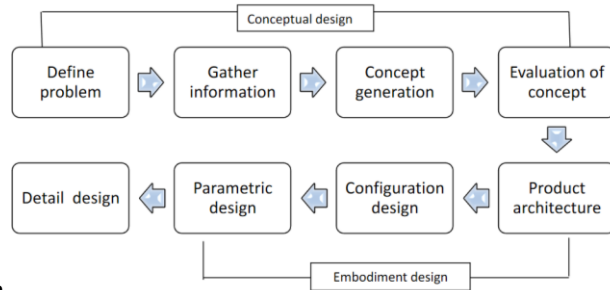 Conceptual design
Define
problem
Gather
information
Concept
generation
Evaluation of
concept
Detail design
Parametric
design
Configuration
design
Product
architecture
Embodiment design